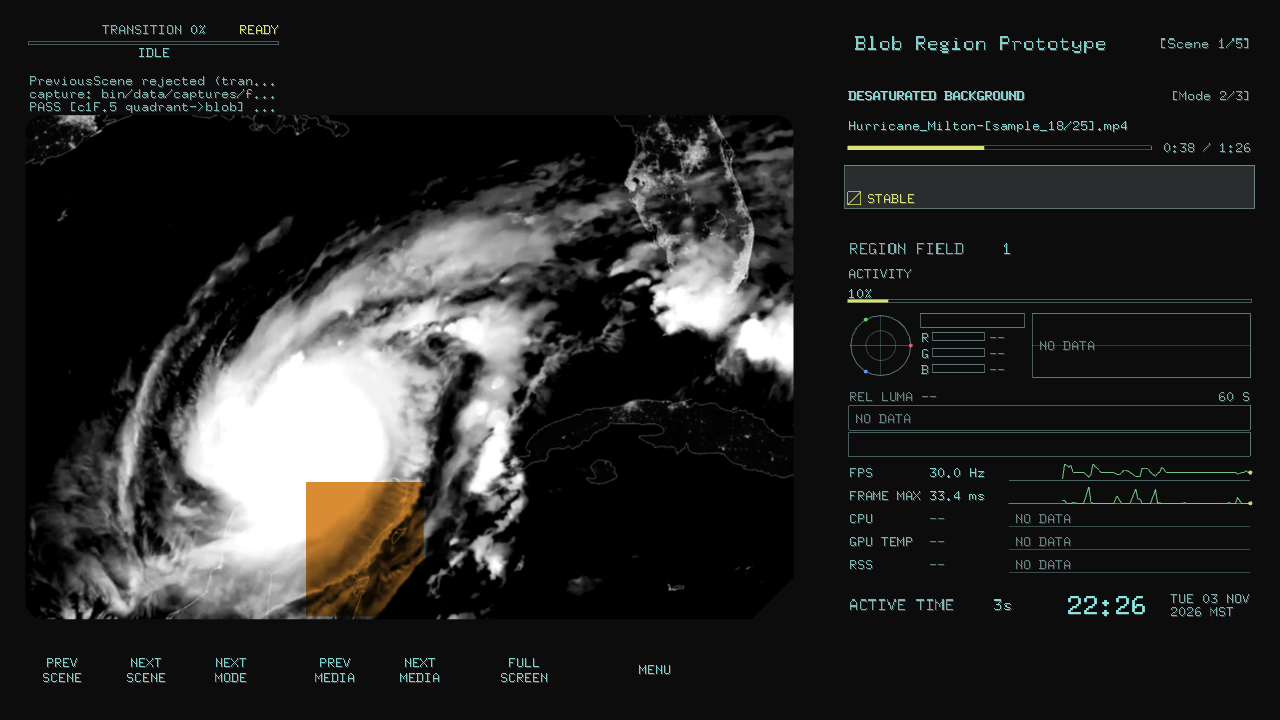 TRANSITION 0% READY
IDLE
PreviousScene rejected (tran...
capture: bin/data/captures/f...
PASS [c1F.5 quadrant->blob] ...
Blob Region Prototype [Scene 1/5]
DESATURATED BACKGROUND [Mode 2/3]
Hurricane_Milton-[sample_18/25].mp4
0:38 / 1:26
STABLE
REGION FIELD 1
ACTIVITY
10%
R --
G --
B --
NO DATA
REL LUMA -- 60 S
NO DATA
FPS 30.0 Hz
FRAME MAX 33.4 ms
CPU -- NO DATA
GPU TEMP -- NO DATA
RSS -- NO DATA
ACTIVE TIME 3s 22:26 TUE 03 NOV
2026 MST
PREV SCENE
NEXT SCENE
NEXT MODE
PREV MEDIA
NEXT MEDIA
FULL SCREEN
MENU